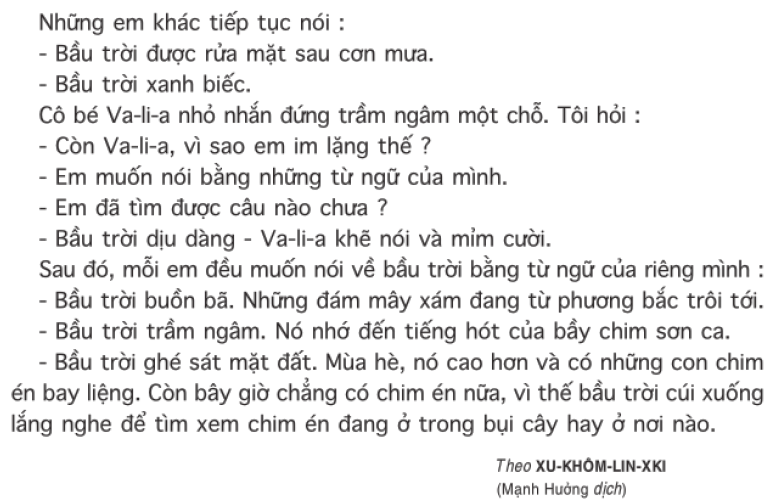 Những em khác tiếp tục nói :
- Bầu trời được rửa mặt sau cơn mưa.
- Bầu trời xanh biếc.
Cô bé Va-li-a nhỏ nhắn đứng trầm ngâm một chỗ. Tôi hỏi :
- Còn Va-li-a, vì sao em im lặng thế ?
- Em muốn nói bằng những từ ngữ của mình.
- Em đã tìm được câu nào chưa ?
- Bầu trời dịu dàng - Va-li-a khẽ nói và mỉm cười.
Sau đó, mỗi em đều muốn nói về bầu trời bằng từ ngữ của riêng mình :
- Bầu trời buồn bã. Những đám mây xám đang từ phương bắc trôi tới.
- Bầu trời trầm ngâm. Nó nhớ đến tiếng hót của bầy chim sơn ca.
- Bầu trời ghé sát mặt đất. Mùa hè, nó cao hơn và có những con chim
én bay liệng. Còn bây giờ chẳng có chim én nữa, vì thế bầu trời cúi xuống
lắng nghe để tìm xem chim én đang ở trong bụi cây hay ở nơi nào.
Theo XU-KHÔM-LIN-XKI
(Mạnh Hưởng dịch)